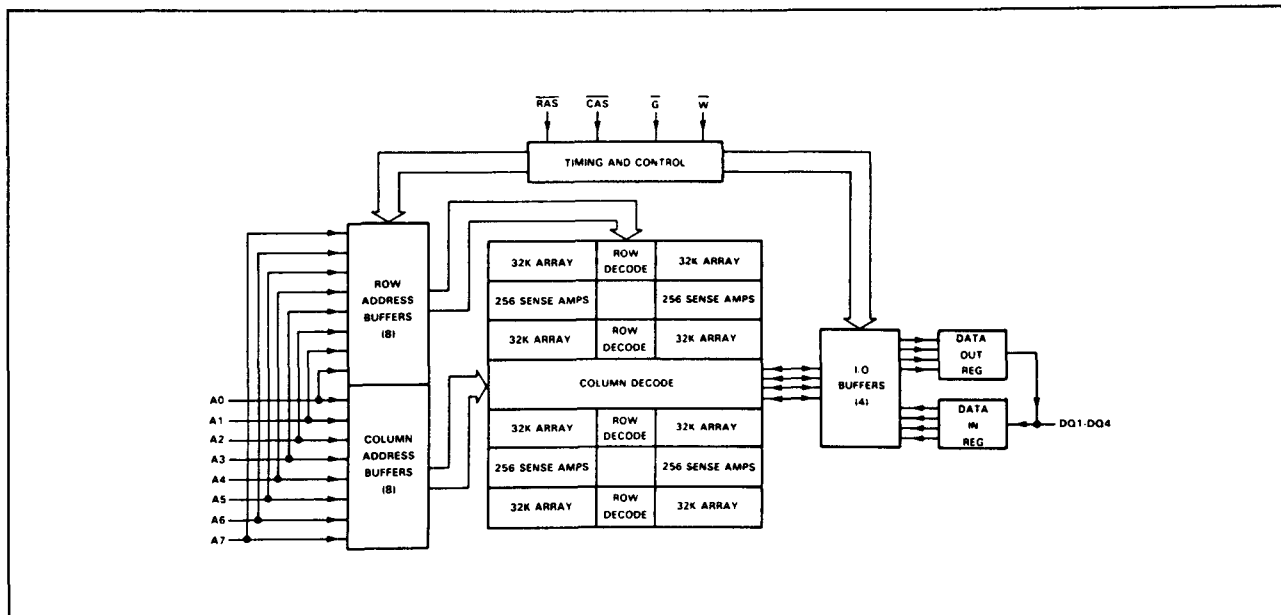 R̅A̅S̅ C̅A̅S̅ G̅ W̅
TIMING AND CONTROL
ROW
ADDRESS
BUFFERS
(8)
32K ARRAY ROW DECODE 32K ARRAY
256 SENSE AMPS 256 SENSE AMPS
32K ARRAY ROW DECODE 32K ARRAY
COLUMN DECODE
32K ARRAY ROW DECODE 32K ARRAY
256 SENSE AMPS 256 SENSE AMPS
32K ARRAY ROW DECODE 32K ARRAY
I/O
BUFFERS
(4)
DATA
OUT
REG
DATA
IN
REG
DQ1-DQ4
A0
A1
A2
A3
A4
A5
A6
A7
COLUMN
ADDRESS
BUFFERS
(8)